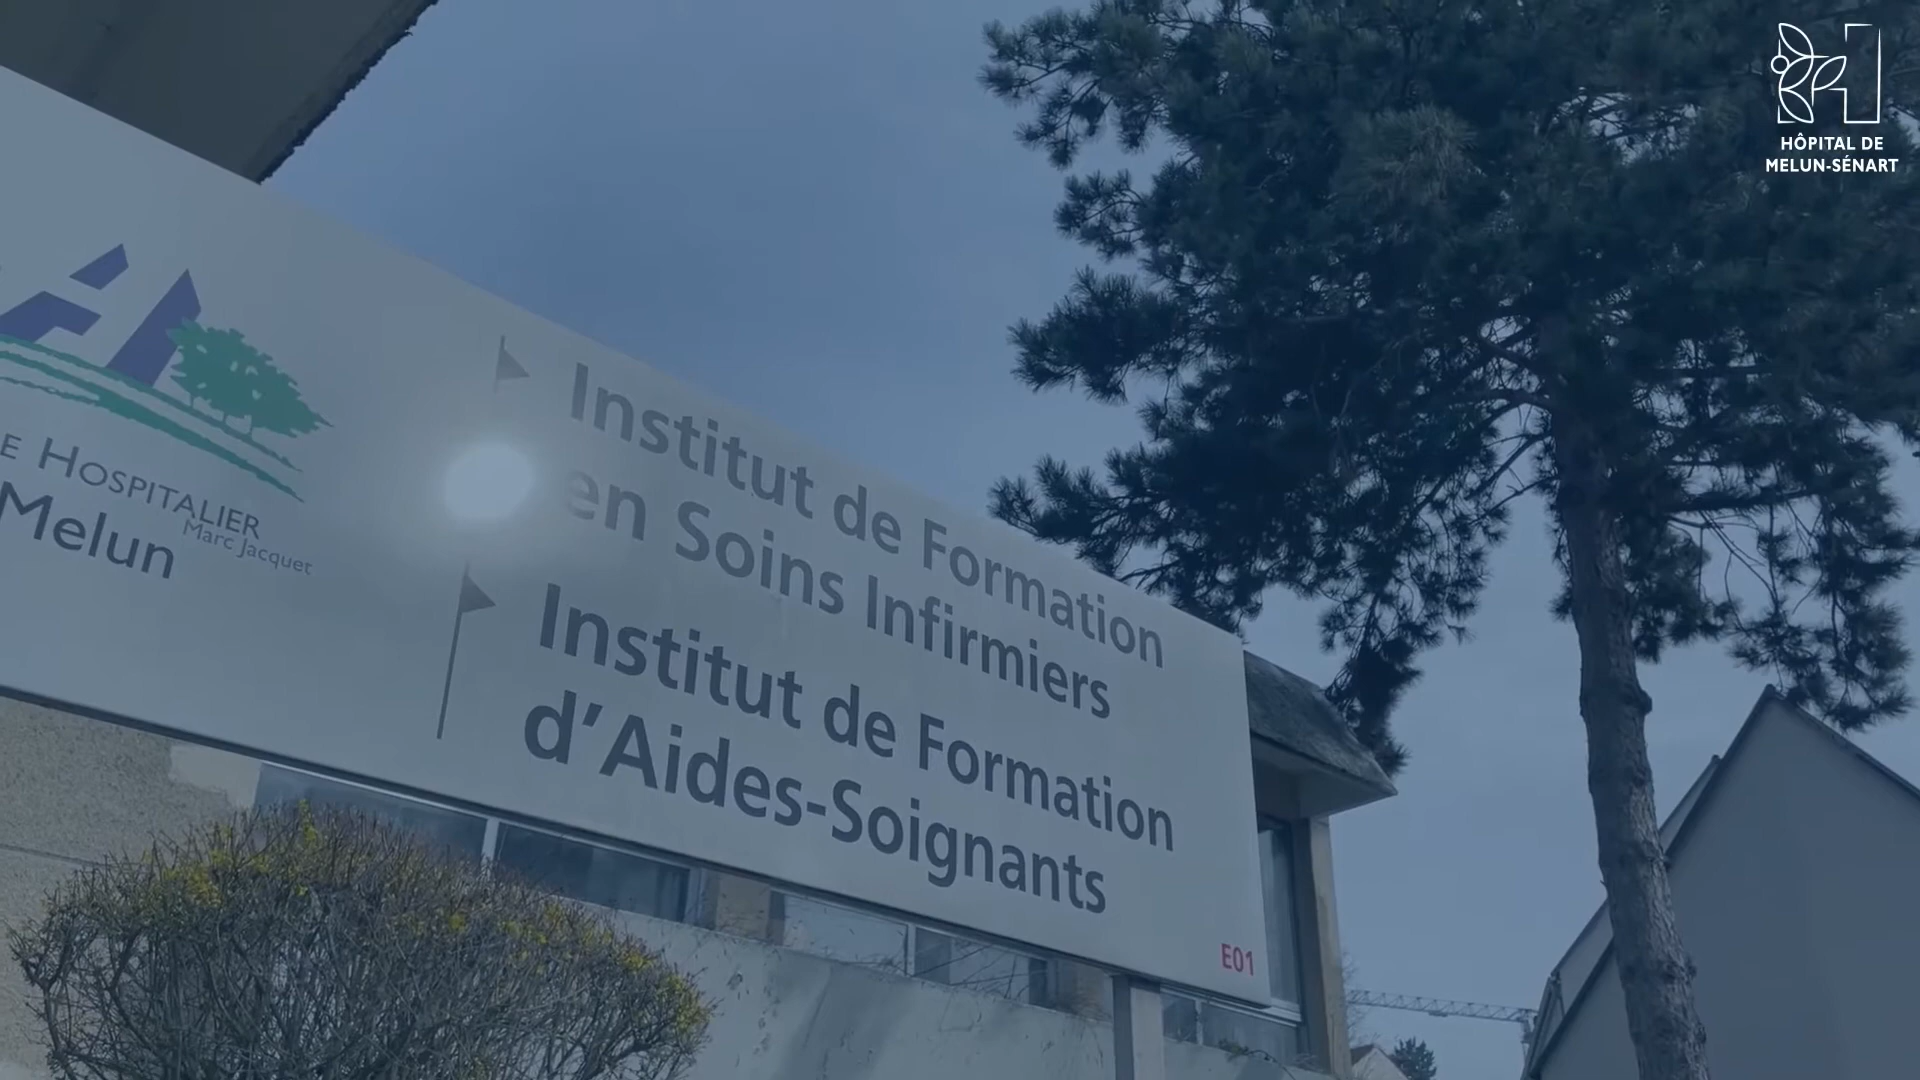 HÔPITAL DE
MELUN-SÉNART
E HOSPITALIER
Marc Jacquet
Melun
Institut de Formation
en Soins Infirmiers
Institut de Formation
d’Aides-Soignants
E01